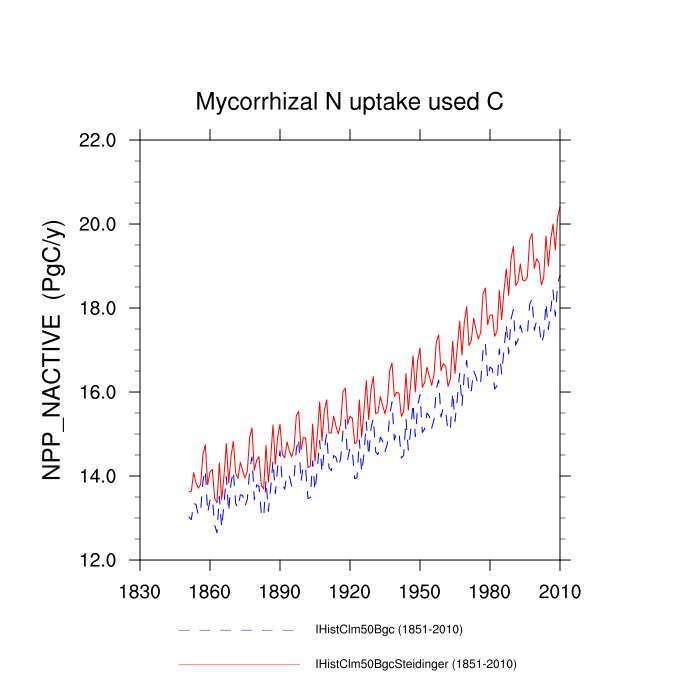 Mycorrhizal N uptake used C
NPP_NACTIVE (PgC/y)
22.0
20.0
18.0
16.0
14.0
12.0
1830 1860 1890 1920 1950 1980 2010
IHistClm50Bgc (1851-2010)
IHistClm50BgcSteidinger (1851-2010)